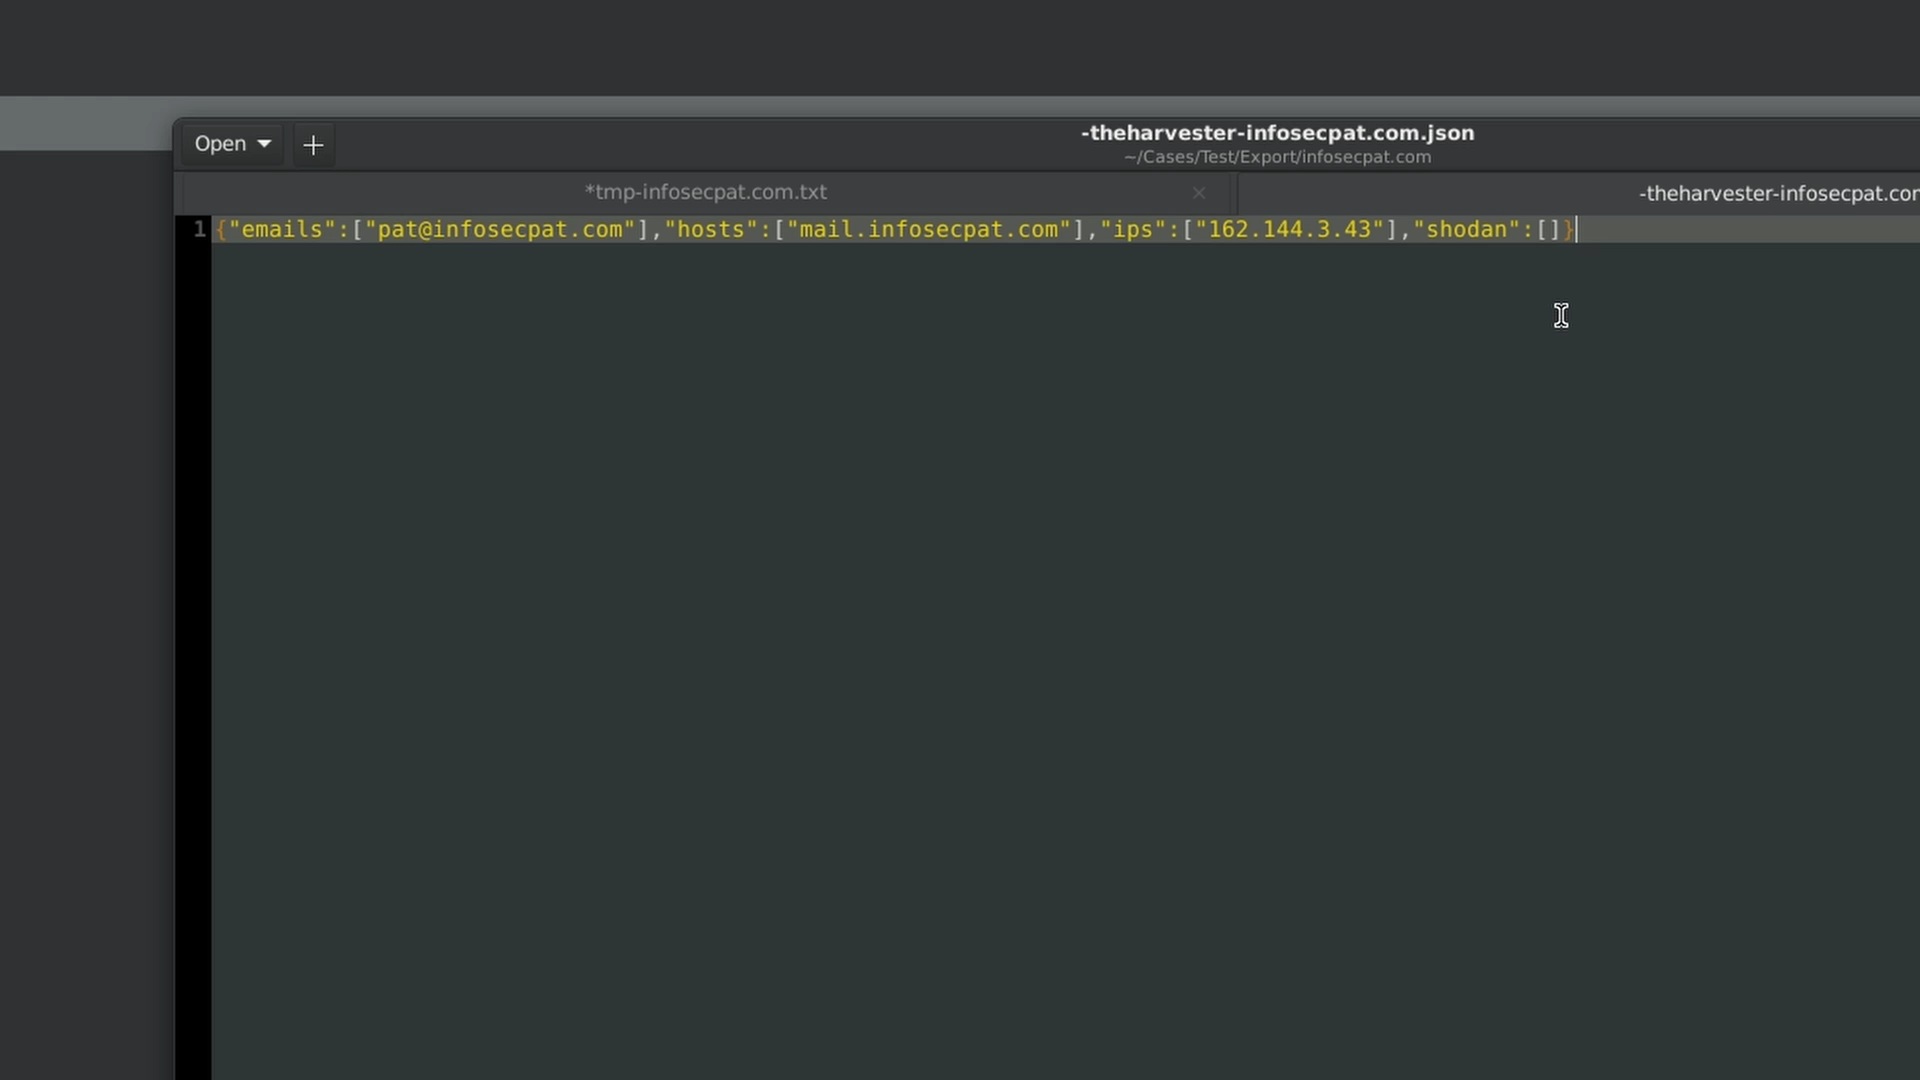 Open
-theharvester-infosecpat.com.json
~/Cases/Test/Export/infosecpat.com
*tmp-infosecpat.com.txt
-theharvester-infosecpat.cor
1 {"emails":["pat@infosecpat.com"],"hosts":["mail.infosecpat.com"],"ips":["162.144.3.43"],"shodan":[]}